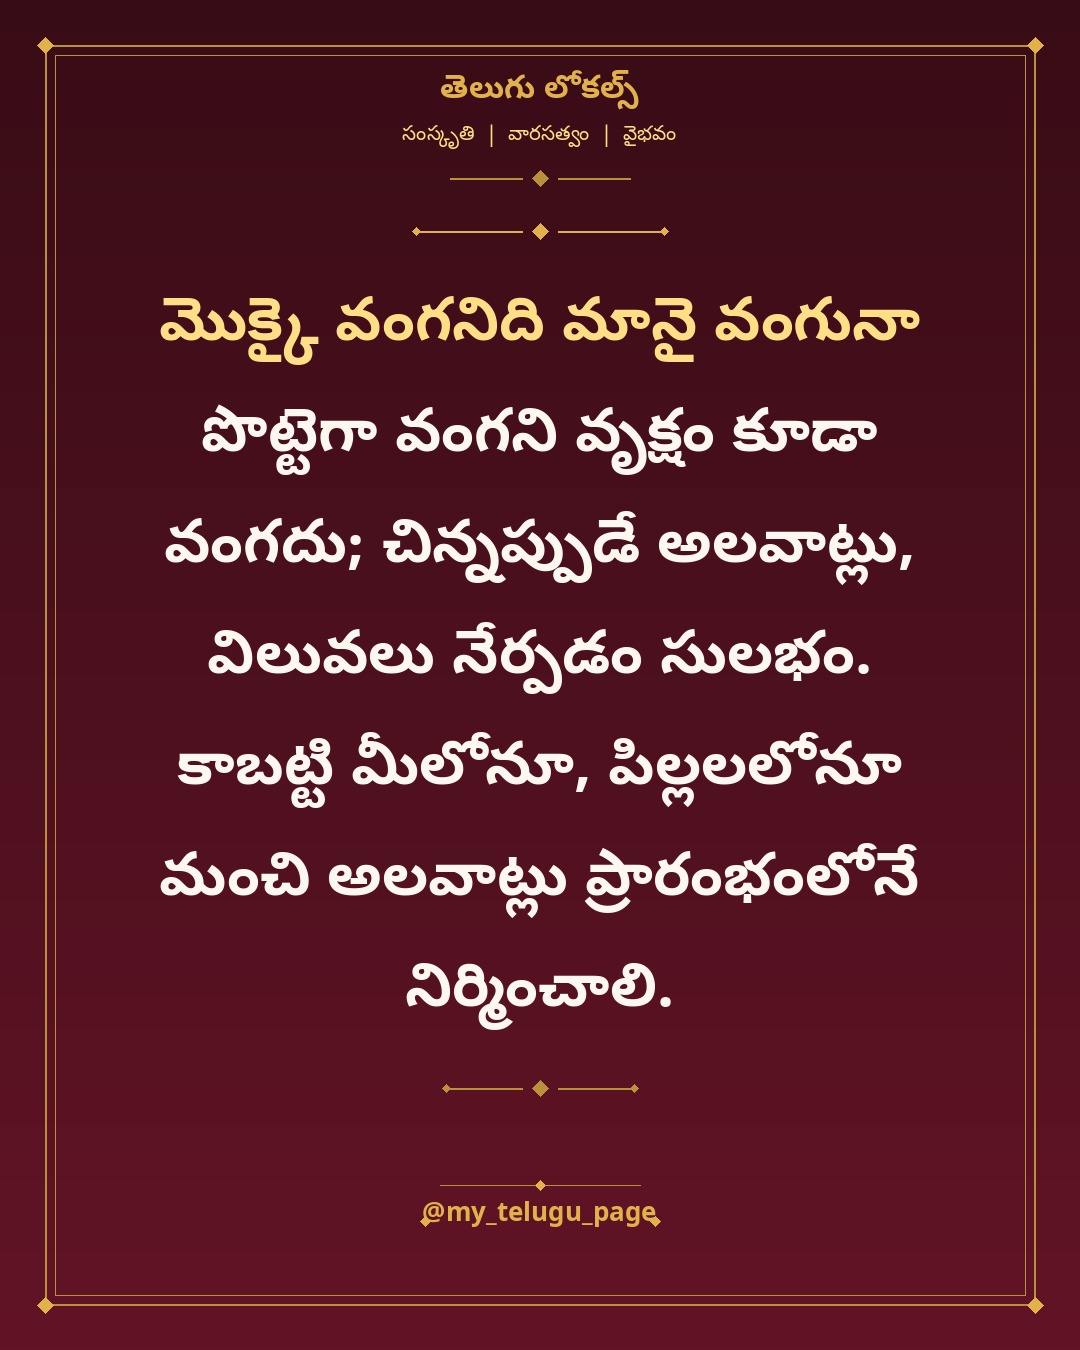 తెలుగు లోకల్స్
సంస్కృతి | వారసత్వం | వైభవం
మొక్కై వంగనిది మానై వంగునా
పొట్టెగా వంగని వృక్షం కూడా
వంగదు; చిన్నప్పుడే అలవాట్లు,
విలువలు నేర్పడం సులభం.
కాబట్టి మీలోనూ, పిల్లలలోనూ
మంచి అలవాట్లు ప్రారంభంలోనే
నిర్మించాలి.
@my_telugu_page